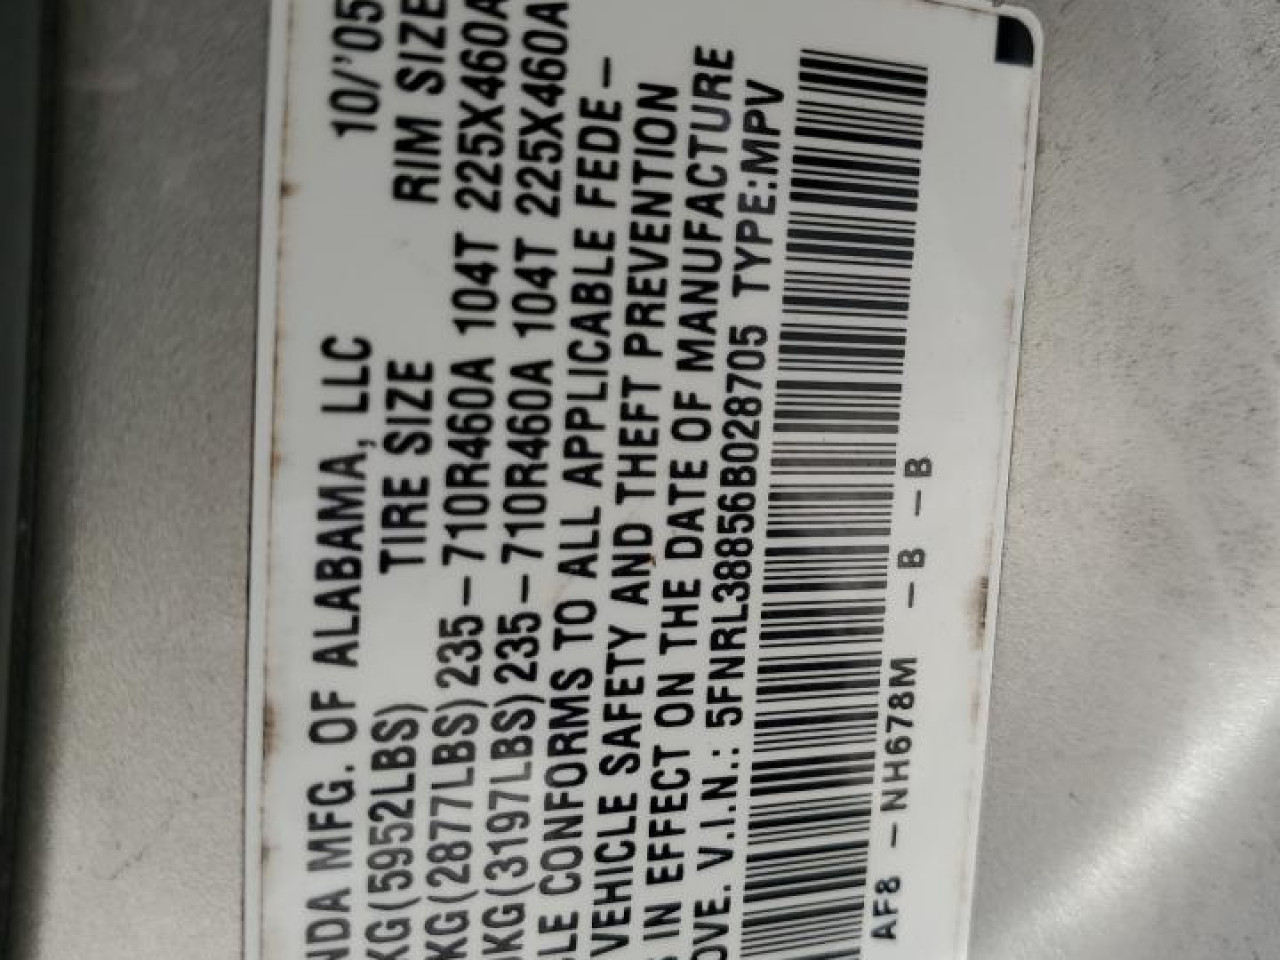 NDA MFG. OF ALABAMA, LLC 10/'05
KG(5952LBS) TIRE SIZE RIM SIZE
KG(2877LBS) 235-710R460A 104T 225X460A
KG(3197LBS) 235-710R460A 104T 225X460A
LE CONFORMS TO ALL APPLICABLE FEDE-
VEHICLE SAFETY AND THEFT PREVENTION
IN EFFECT ON THE DATE OF MANUFACTURE
OVE. V.I.N.: 5FNRL38856B028705 TYPE:MPV
AF8 -NH678M -B -B